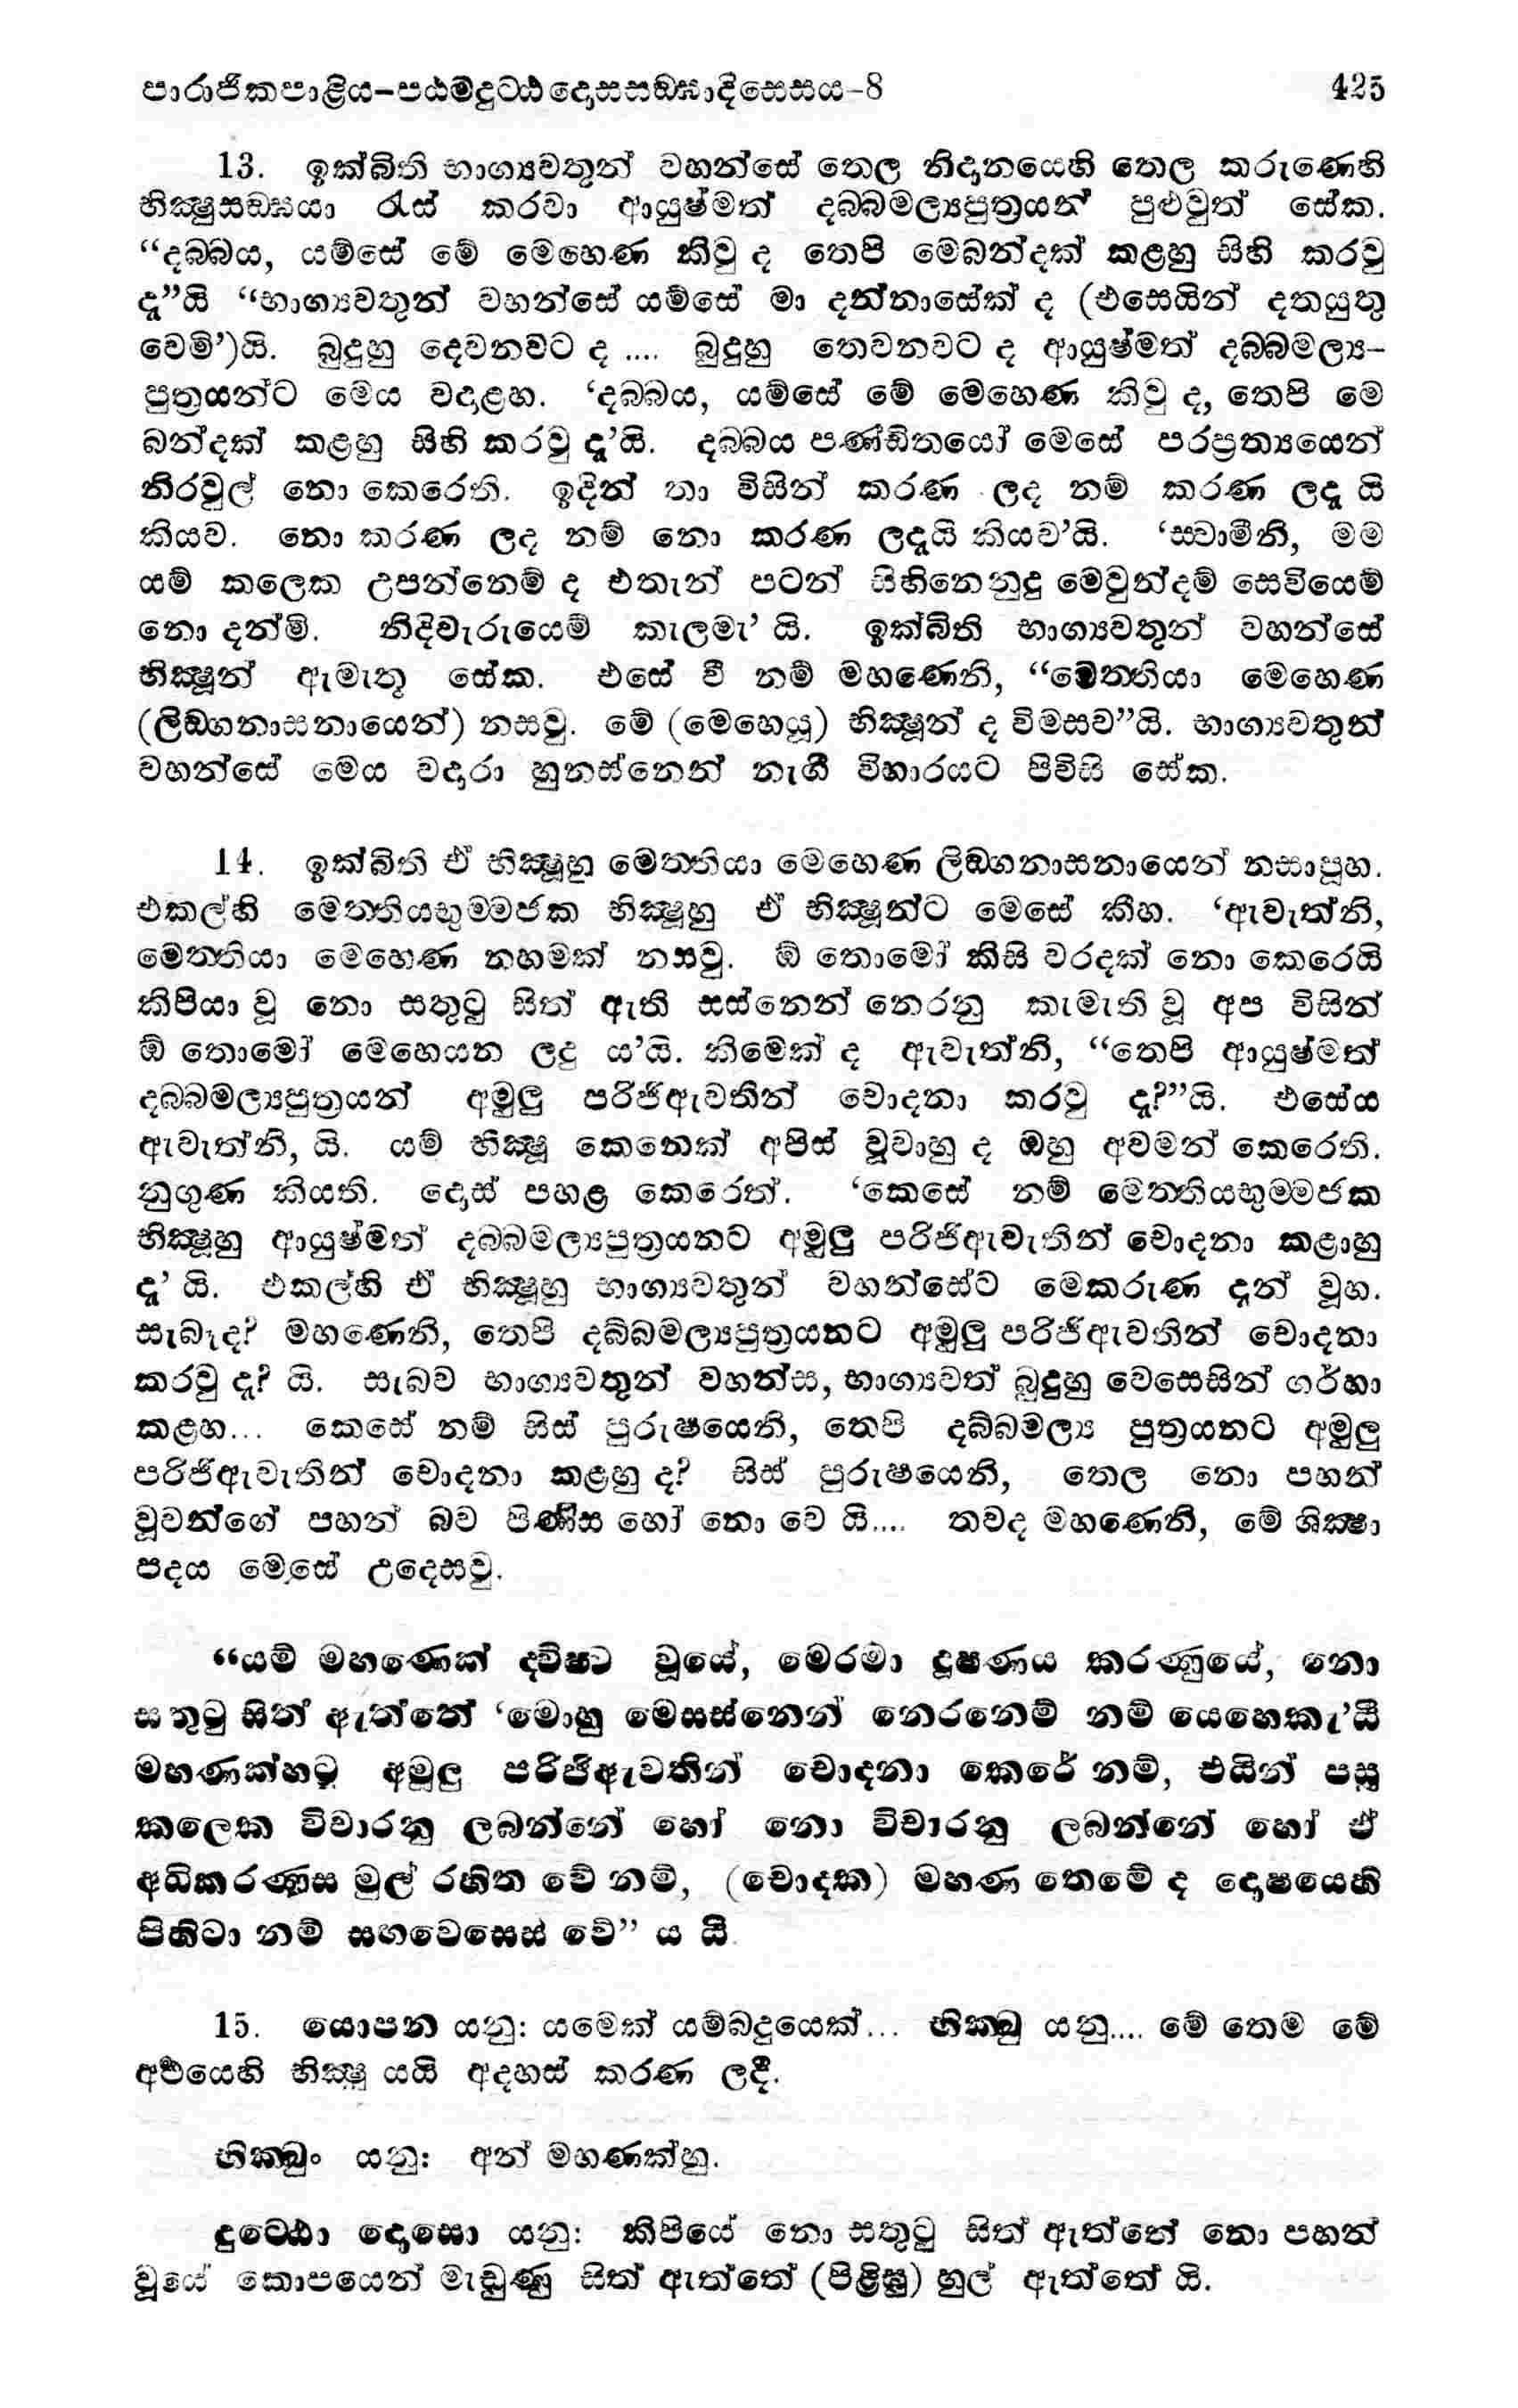 පාරාජිකපාළිය–පඨමදුට්ඨදොසසඞ්ඝාදිසෙසය–8 425
13. ඉක්බිති භාග්‍යවතුන් වහන්සේ තෙල නිදානයෙහි තෙල කරුණෙහි
භික්‍ෂුසඞ්ඝයා රැස් කරවා ආයුෂ්මත් දබ්බමල්‍යපුත්‍රයන් පුළුවුත් සේක.
“දබ්බය, යම්සේ මේ මෙහෙණ කිවු ද තෙපි මෙබන්දක් කළහු සිහි කරවු
දැ”යි “භාග්‍යවතුන් වහන්සේ යම්සේ මා දන්නාසේක් ද (එසෙයින් දතයුතු
වෙමි’)යි. බුදුහු දෙවනවට ද .... බුදුහු තෙවනවට ද ආයුෂ්මත් දබ්බමල්‍ය–
පුත්‍රයන්ට මෙය වදාළහ. ‘දබ්බය, යම්සේ මේ මෙහෙණ කිවු ද, තෙපි මෙ
බන්දක් කළහු සිහි කරවු දැ’යි. දබ්බය පණ්ඩිතයෝ මෙසේ පරප්‍රත්‍යයෙන්
නිරවුල් නො කෙරෙති. ඉදින් තා විසින් කරණ ලද නම් කරණ ලදැ යි
කියව. නො කරණ ලද නම් නො කරණ ලදැයි කියව’යි. ‘ස්වාමීනි, මම
යම් කලෙක උපන්නෙම් ද එතැන් පටන් සිහිනෙනුදු මෙවුන්දම් සෙවියෙම්
නො දන්මි. නිදිවැරුයෙම් කැලමැ’ යි. ඉක්බිති භාග්‍යවතුන් වහන්සේ
භික්‍ෂූන් ඇමැතූ සේක. එසේ වී නම් මහණෙනි, “මෙත්තියා මෙහෙණ
(ලිඞ්ගනාසනායෙන්) නසවු. මේ (මෙහෙයූ) භික්‍ෂූන් ද විමසව”යි. භාග්‍යවතුන්
වහන්සේ මෙය වදාරා හුනස්නෙන් නැගී විහාරයට පිවිසි සේක.
14. ඉක්බිති ඒ භික්‍ෂූහු මෙත්තියා මෙහෙණ ලිඞ්ගනාසනායෙන් නසාපූහ.
එකල්හි මෙත්තියභුම්මජක භික්‍ෂූහු ඒ භික්‍ෂූන්ට මෙසේ කීහ. ‘ඇවැත්නි,
මෙත්තියා මෙහෙණ නහමක් නසවු. ඕ තොමෝ කිසි වරදක් නො කෙරෙයි
කිපියා වූ නො සතුටු සිත් ඇති සස්නෙන් නෙරනු කැමැති වූ අප විසින්
ඕ තොමෝ මෙහෙයන ලදු ය’යි. කිමෙක් ද ඇවැත්නි, “තෙපි ආයුෂ්මත්
දබ්බමල්‍යපුත්‍රයන් අමුලු පරිජිඇවතින් චොදනා කරවු දැ?”යි. එසේය
ඇවැත්නි, යි. යම් භික්‍ෂූ කෙනෙක් අපිස් වූවාහු ද ඔහු අවමන් කෙරෙති.
නුගුණ කියති. දොස් පහළ කෙරෙත්. ‘කෙසේ නම් මෙත්තියභුම්මජක
භික්‍ෂූහු ආයුෂ්මත් දබ්බමල්‍යපුත්‍රයනට අමුලු පරිජිඇවැතින් චොදනා කළාහු
දැ’ යි. එකල්හි ඒ භික්‍ෂූහු භාග්‍යවතුන් වහන්සේට මෙකරුණ දැන් වූහ.
සැබෑද? මහණෙනි, තෙපි දබ්බමල්‍යපුත්‍රයනට අමුලු පරිජිඇවතින් චොදනා
කරවු දැ? යි. සැබව භාග්‍යවතුන් වහන්ස, භාග්‍යවත් බුදුහු වෙසෙසින් ගර්හා
කළහ... කෙසේ නම් සිස් පුරුෂයෙනි, තෙපි දබ්බමල්‍ය පුත්‍රයනට අමුලු
පරිජිඇවැතින් චොදනා කළහු ද? සිස් පුරුෂයෙනි, තෙල නො පහන්
වූවන්ගේ පහන් බව පිණිස හෝ නො වෙ යි.... තවද මහණෙනි, මේ ශික්‍ෂා
පදය මෙසේ උදෙසවු.
“යම් මහණෙක් ද්විෂ්ට වූයේ, මෙරමා දූෂණය කරණුයේ, නො
සතුටු සිත් ඇත්තේ ‘මොහු මෙසස්නෙන් නෙරනෙම් නම් යෙහෙකැ’යි
මහණක්හට අමුලු පරිජිඇවතින් චොදනා කෙරේ නම්, එයින් පසු
කලෙක විචාරනු ලබන්නේ හෝ නො විචාරනු ලබන්නේ හෝ ඒ
අධිකරණස මුල් රහිත වේ නම්, (චොදක) මහණ තෙමේ ද දොෂයෙහි
පිහිටා නම් සඟවෙසෙස් වේ” ය යි.
15. යොපන යනු: යමෙක් යම්බදුයෙක්... භික්ඛු යනු.... මේ තෙම මේ
අර්‍ථයෙහි භික්‍ෂූ යයි අදහස් කරණ ලදී.
භික්ඛුං යනු: අන් මහණක්හු.
දුට්ඨො දොසො යනු: කිපියේ නො සතුටු සිත් ඇත්තේ නො පහන්
වූයේ කොපයෙන් මැඩුණු සිත් ඇත්තේ (පිළිඝු) හුල් ඇත්තේ යි.